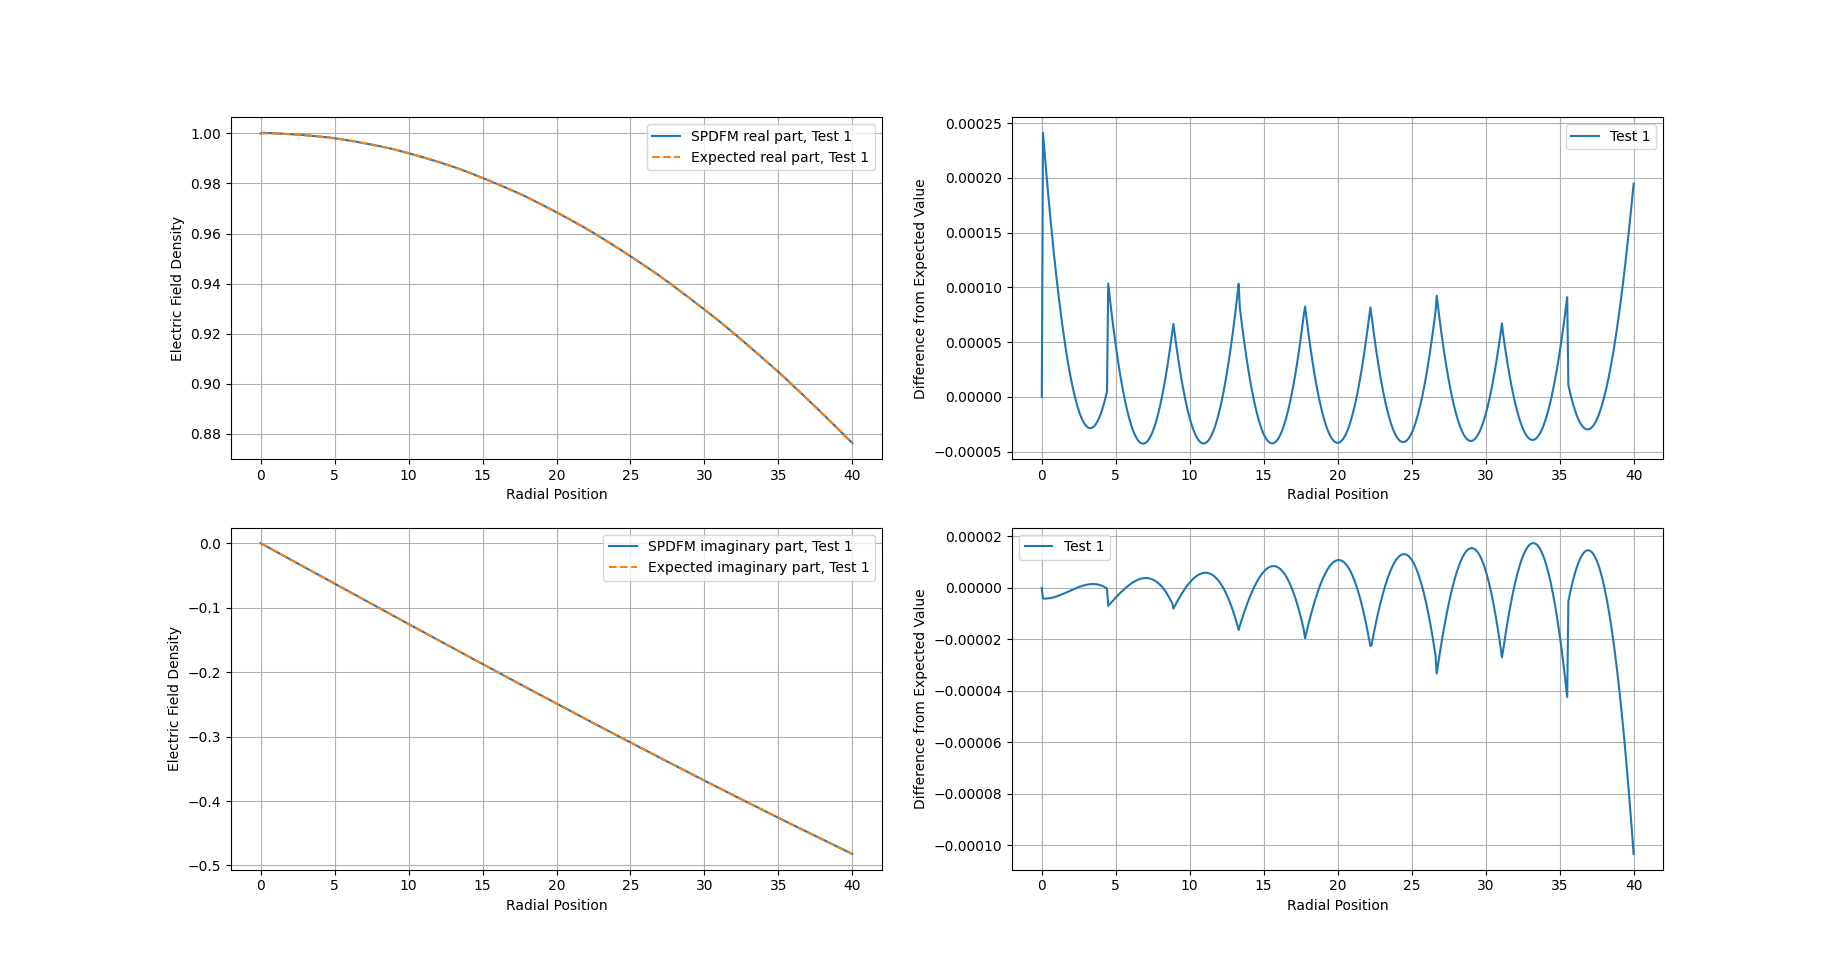 1.00
0.98
0.96
0.94
0.92
0.90
0.88
Electric Field Density
0 5 10 15 20 25 30 35 40
Radial Position
SPDFM real part, Test 1
Expected real part, Test 1
0.00025
0.00020
0.00015
0.00010
0.00005
0.00000
−0.00005
Difference from Expected Value
0 5 10 15 20 25 30 35 40
Radial Position
Test 1
0.0
−0.1
−0.2
−0.3
−0.4
−0.5
Electric Field Density
0 5 10 15 20 25 30 35 40
Radial Position
SPDFM imaginary part, Test 1
Expected imaginary part, Test 1
0.00002
0.00000
−0.00002
−0.00004
−0.00006
−0.00008
−0.00010
Difference from Expected Value
0 5 10 15 20 25 30 35 40
Radial Position
Test 1